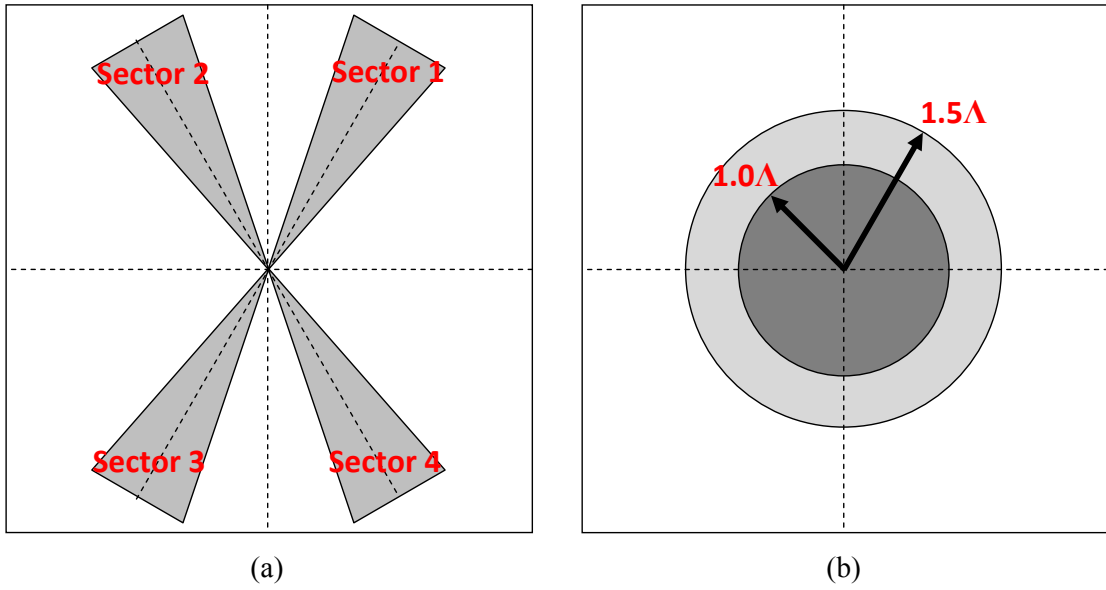 Sector 2
Sector 1
Sector 3
Sector 4
(a)
1.5Λ
1.0Λ
(b)